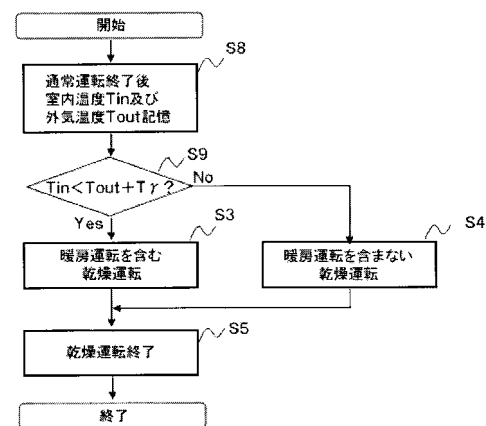 開始
S8
通常運転終了後
室内温度Tin及び
外気温度Tout記憶
S9
Tin<Tout+Tγ?
No
Yes
S3
S4
暖房運転を含む
乾燥運転
暖房運転を含まない
乾燥運転
S5
乾燥運転終了
終了